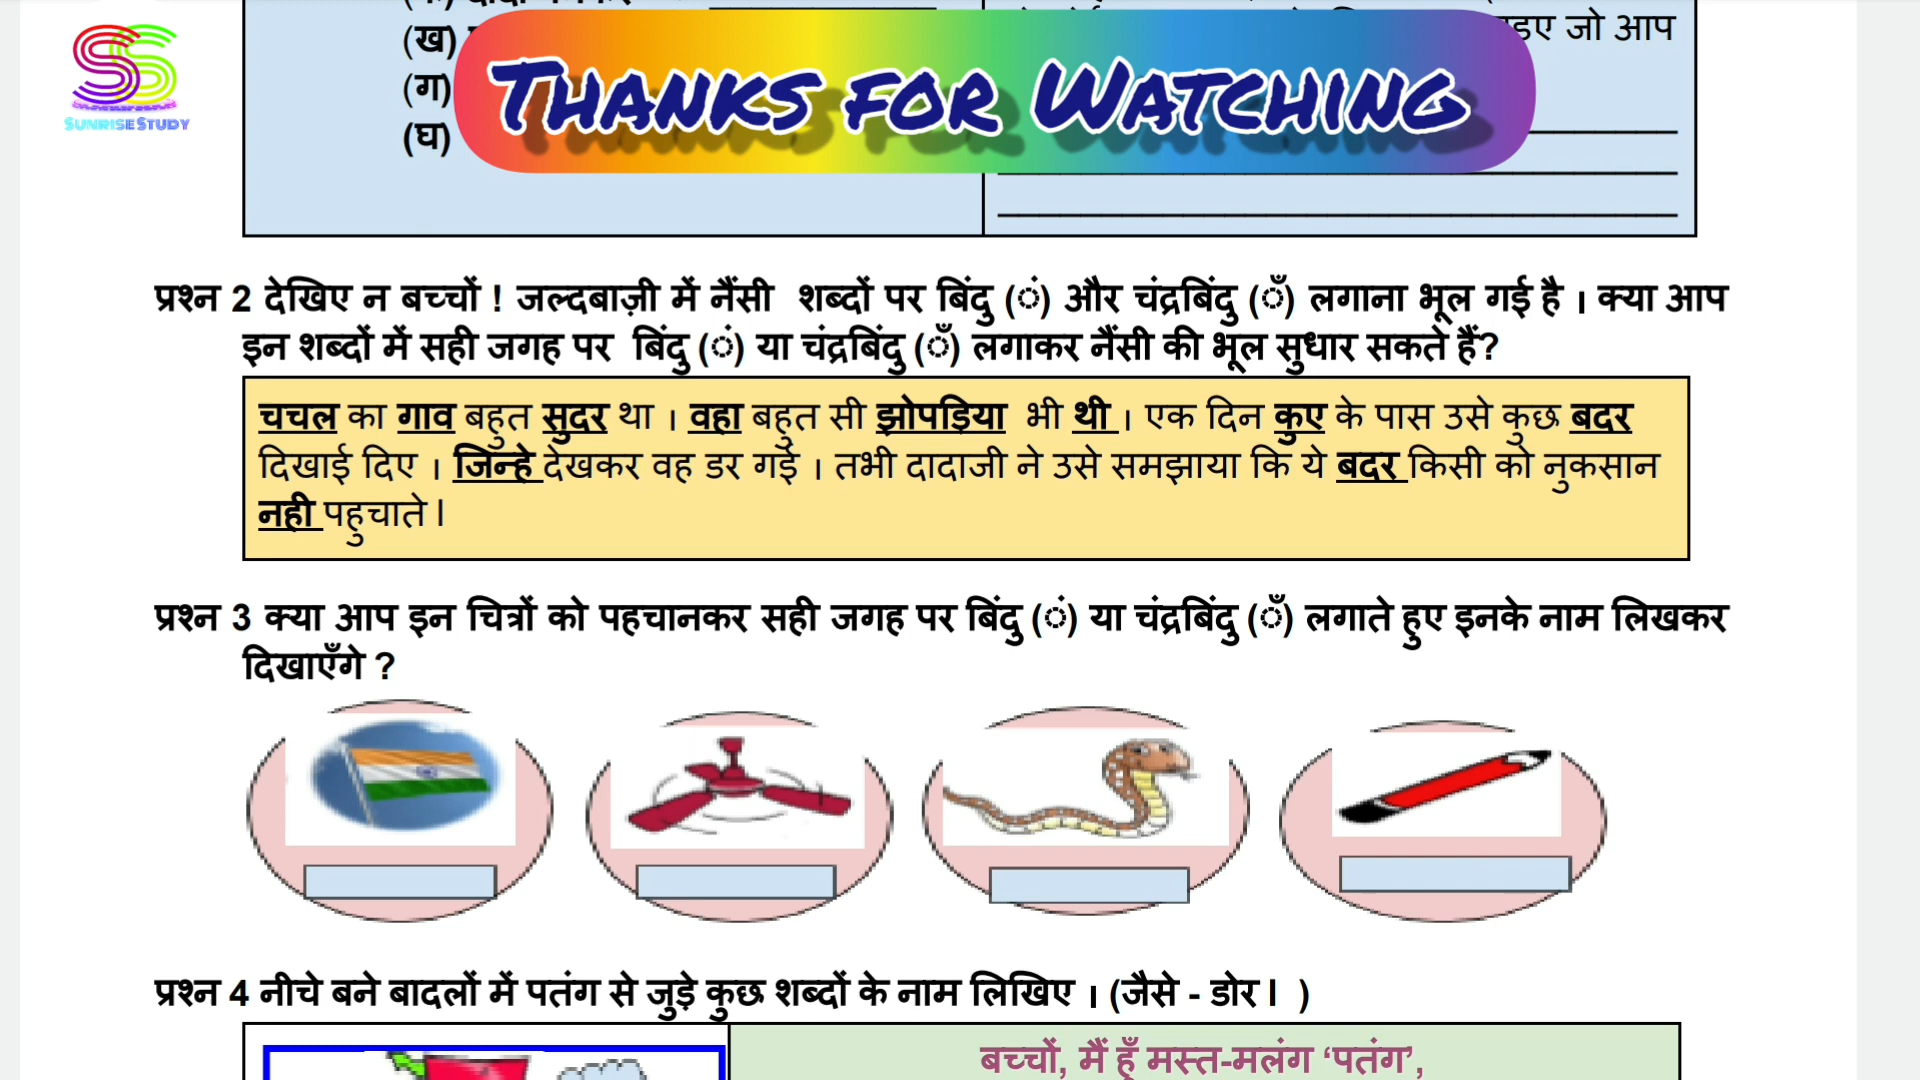 SUNRISE STUDY
(ख)
(ग)
(घ)
THANKS FOR WATCHING
जो आप
प्रश्न 2 देखिए न बच्चों ! जल्दबाज़ी में नैंसी शब्दों पर बिंदु (ं) और चंद्रबिंदु (ँ) लगाना भूल गई है । क्या आप
इन शब्दों में सही जगह पर बिंदु (ं) या चंद्रबिंदु (ँ) लगाकर नैंसी की भूल सुधार सकते हैं?
चचल का गाव बहुत सुदर था । वहा बहुत सी झोपडिया भी थी । एक दिन कुए के पास उसे कुछ बदर
दिखाई दिए । जिन्हे देखकर वह डर गई । तभी दादाजी ने उसे समझाया कि ये बदर किसी को नुकसान
नही पहुचाते l
प्रश्न 3 क्या आप इन चित्रों को पहचानकर सही जगह पर बिंदु (ं) या चंद्रबिंदु (ँ) लगाते हुए इनके नाम लिखकर
दिखाएँगे ?
प्रश्न 4 नीचे बने बादलों में पतंग से जुड़े कुछ शब्दों के नाम लिखिए । (जैसे - डोर l )
बच्चों, मैं हूँ मस्त-मलंग ‘पतंग’,